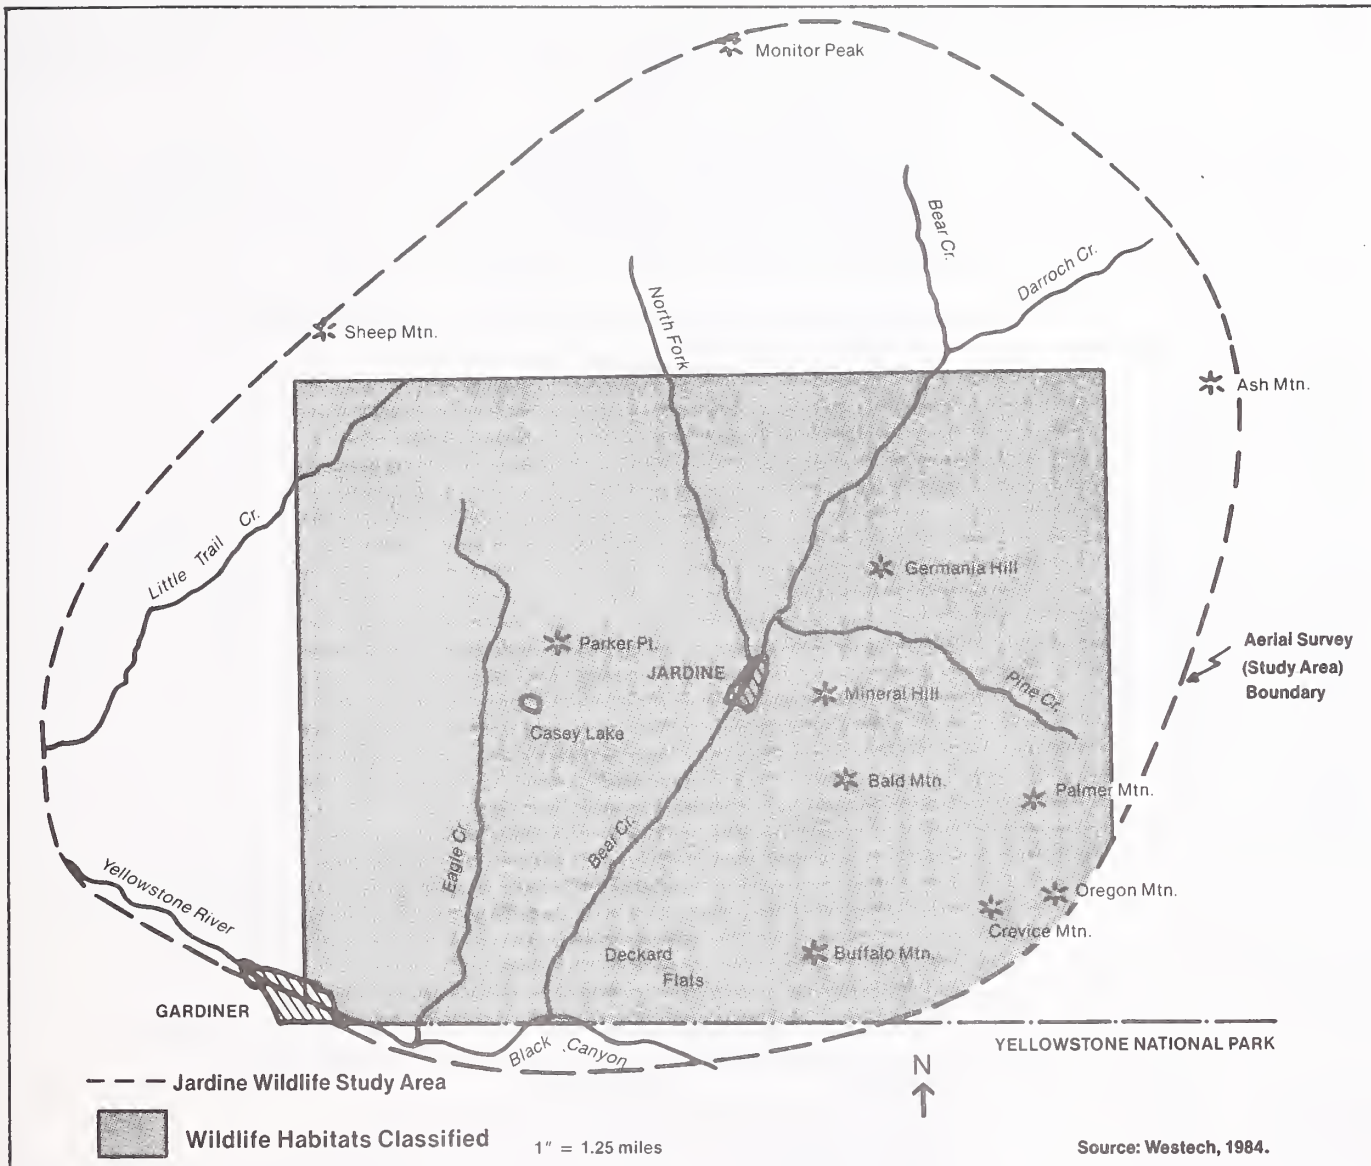 Monitor Peak
Bear Cr.
Darroch Cr.
North Fork
Sheep Mtn.
Ash Mtn.
Little Trail Cr.
Germania Hill
Parker Pt.
JARDINE
Mineral Hill
Pine Cr.
Casey Lake
Bald Mtn.
Palmer Mtn.
Aerial Survey
(Study Area)
Boundary
Eagle Cr.
Bear Cr.
Yellowstone River
Oregon Mtn.
Crevice Mtn.
Buffalo Mtn.
Deckard
Flats
GARDINER
Black Canyon
YELLOWSTONE NATIONAL PARK
N
Jardine Wildlife Study Area
Wildlife Habitats Classified
1" = 1.25 miles
Source: Westech, 1984.